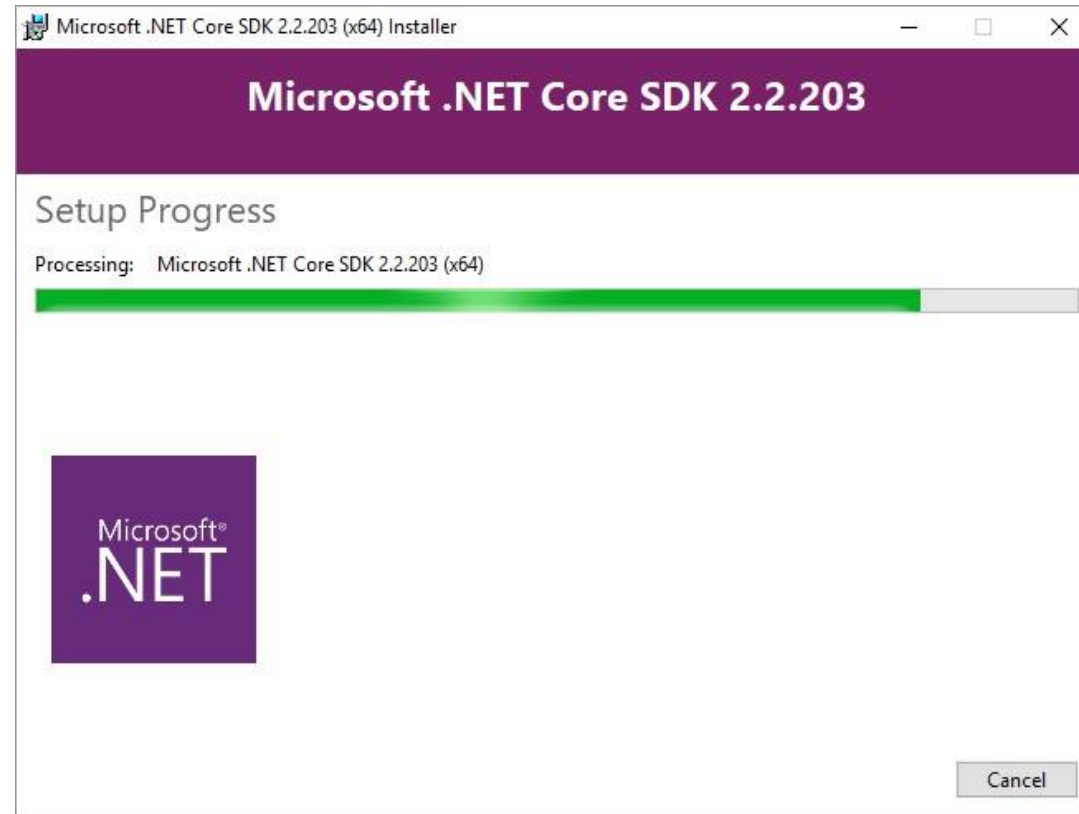 Microsoft .NET Core SDK 2.2.203 (x64) Installer
Microsoft .NET Core SDK 2.2.203
Setup Progress
Processing: Microsoft .NET Core SDK 2.2.203 (x64)
Microsoft®
.NET
Cancel